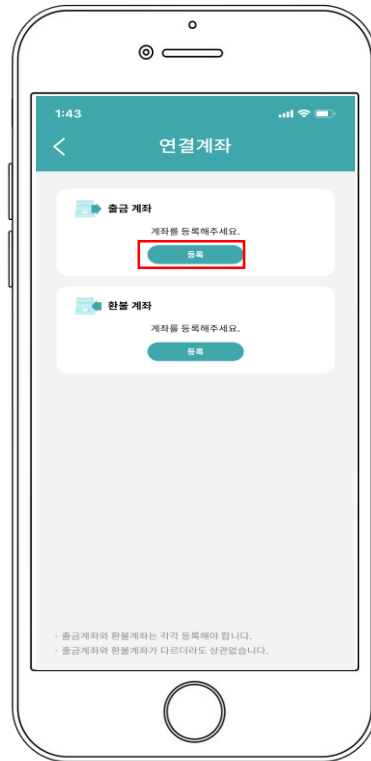 1:43
연결계좌
출금 계좌
계좌를 등록해주세요.
등록
환불 계좌
계좌를 등록해주세요.
등록
- 출금계좌와 환불계좌는 각각 등록해야 합니다.
- 출금계좌와 환불계좌가 다르더라도 상관없습니다.